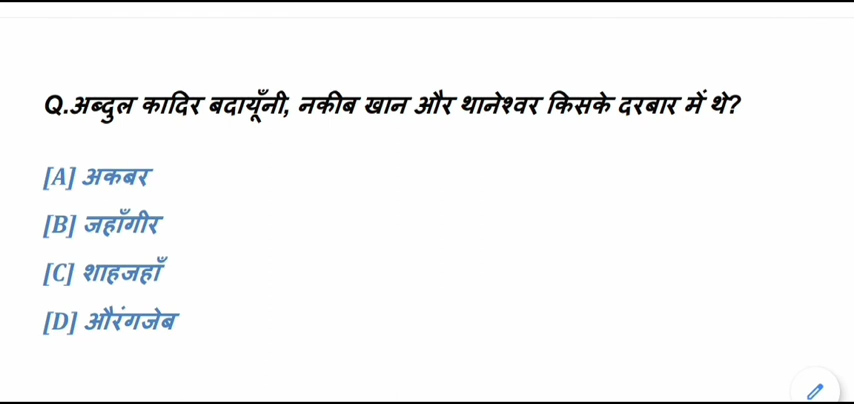 Q.अब्दुल कादिर बदायूँनी, नकीब खान और थानेश्वर किसके दरबार में थे?
[A] अकबर
[B] जहाँगीर
[C] शाहजहाँ
[D] औरंगजेब